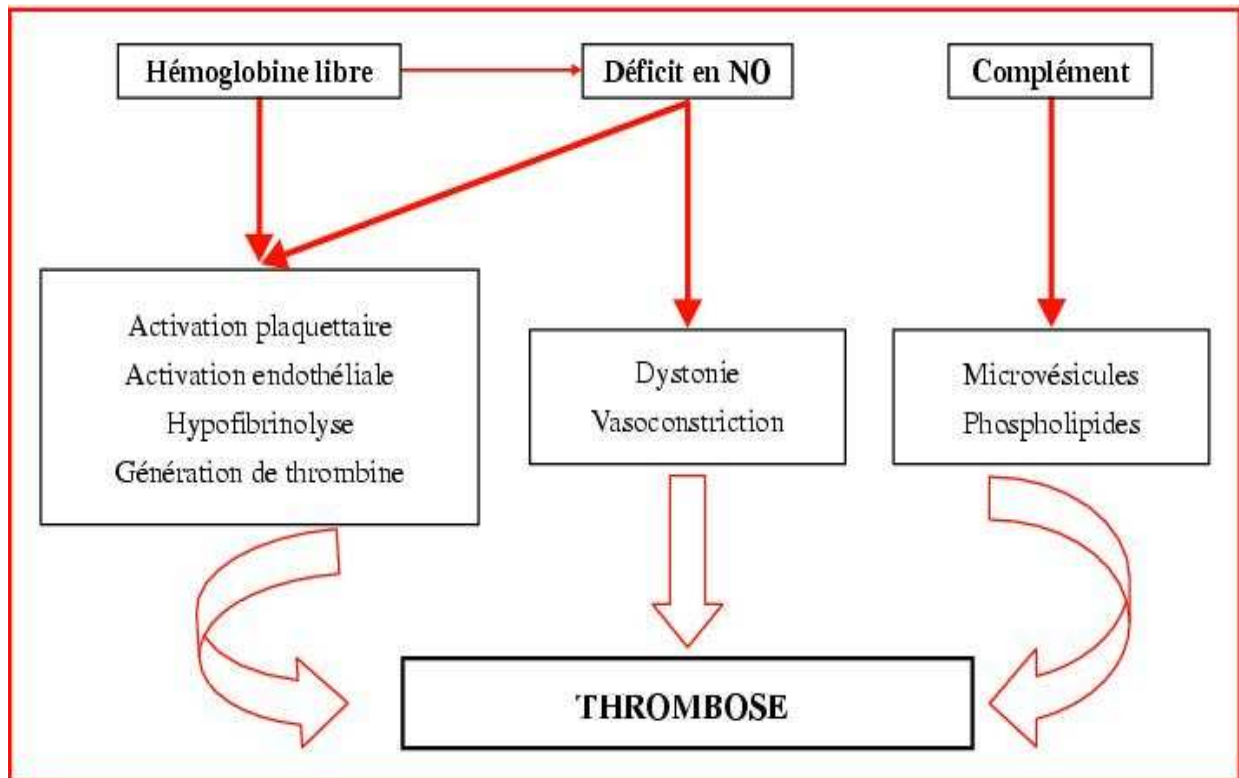 Hémoglobine libre
Déficit en NO
Complément
Activation plaquettaire
Activation endothéliale
Hypofibrinolyse
Génération de thrombine
Dystonie
Vasoconstriction
Microvésicules
Phospholipides
THROMBOSE